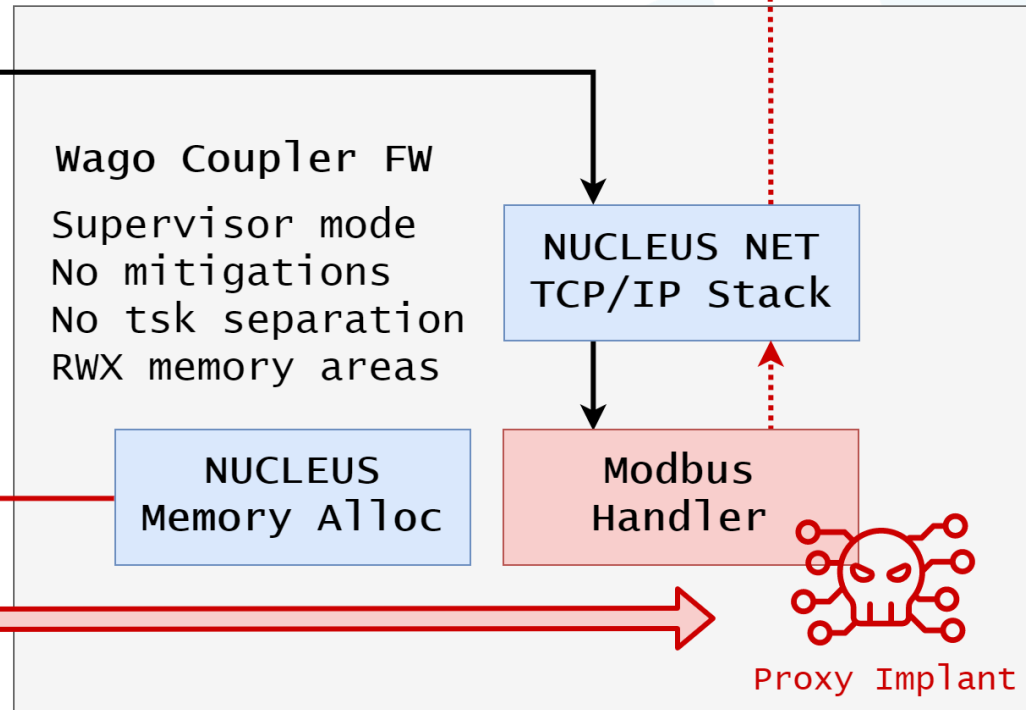 Wago Coupler FW
Supervisor mode
No mitigations
No tsk separation
RWX memory areas
NUCLEUS NET
TCP/IP Stack
NUCLEUS
Memory Alloc
Modbus
Handler
Proxy Implant